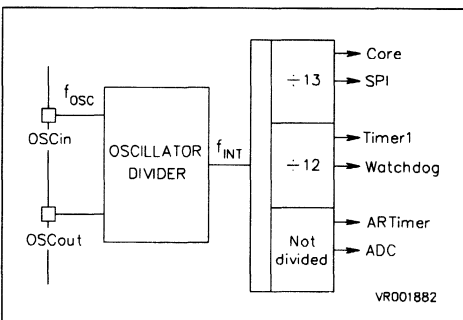 fOSC
OSCin
OSCout
OSCILLATOR
DIVIDER
fINT
÷13
Core
SPI
÷12
Timer1
Watchdog
Not
divided
ARTimer
ADC
VR001882